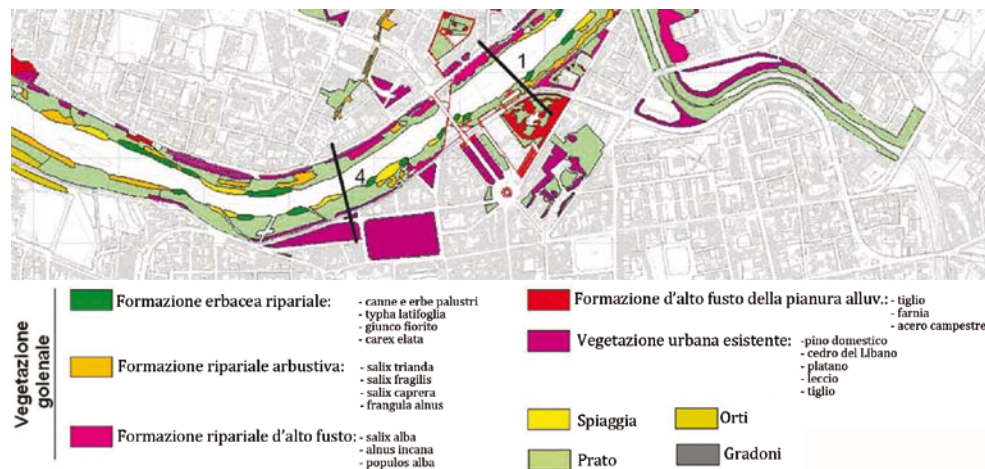 1
4
Vegetazione
golenale
Formazione erbacea ripariale:
- canne e erbe palustri
- typha latifoglia
- giunco fiorito
- carex elata
Formazione ripariale arbustiva:
- salix trianda
- salix fragilis
- salix caprera
- frangula alnus
Formazione ripariale d'alto fusto:
- salix alba
- alnus incana
- populos alba
Formazione d'alto fusto della pianura alluv.:
- tiglio
- farnia
- acero campestre
Vegetazione urbana esistente:
-pino domestico
- cedro del Libano
- platano
- leccio
- tiglio
Spiaggia
Orti
Prato
Gradoni